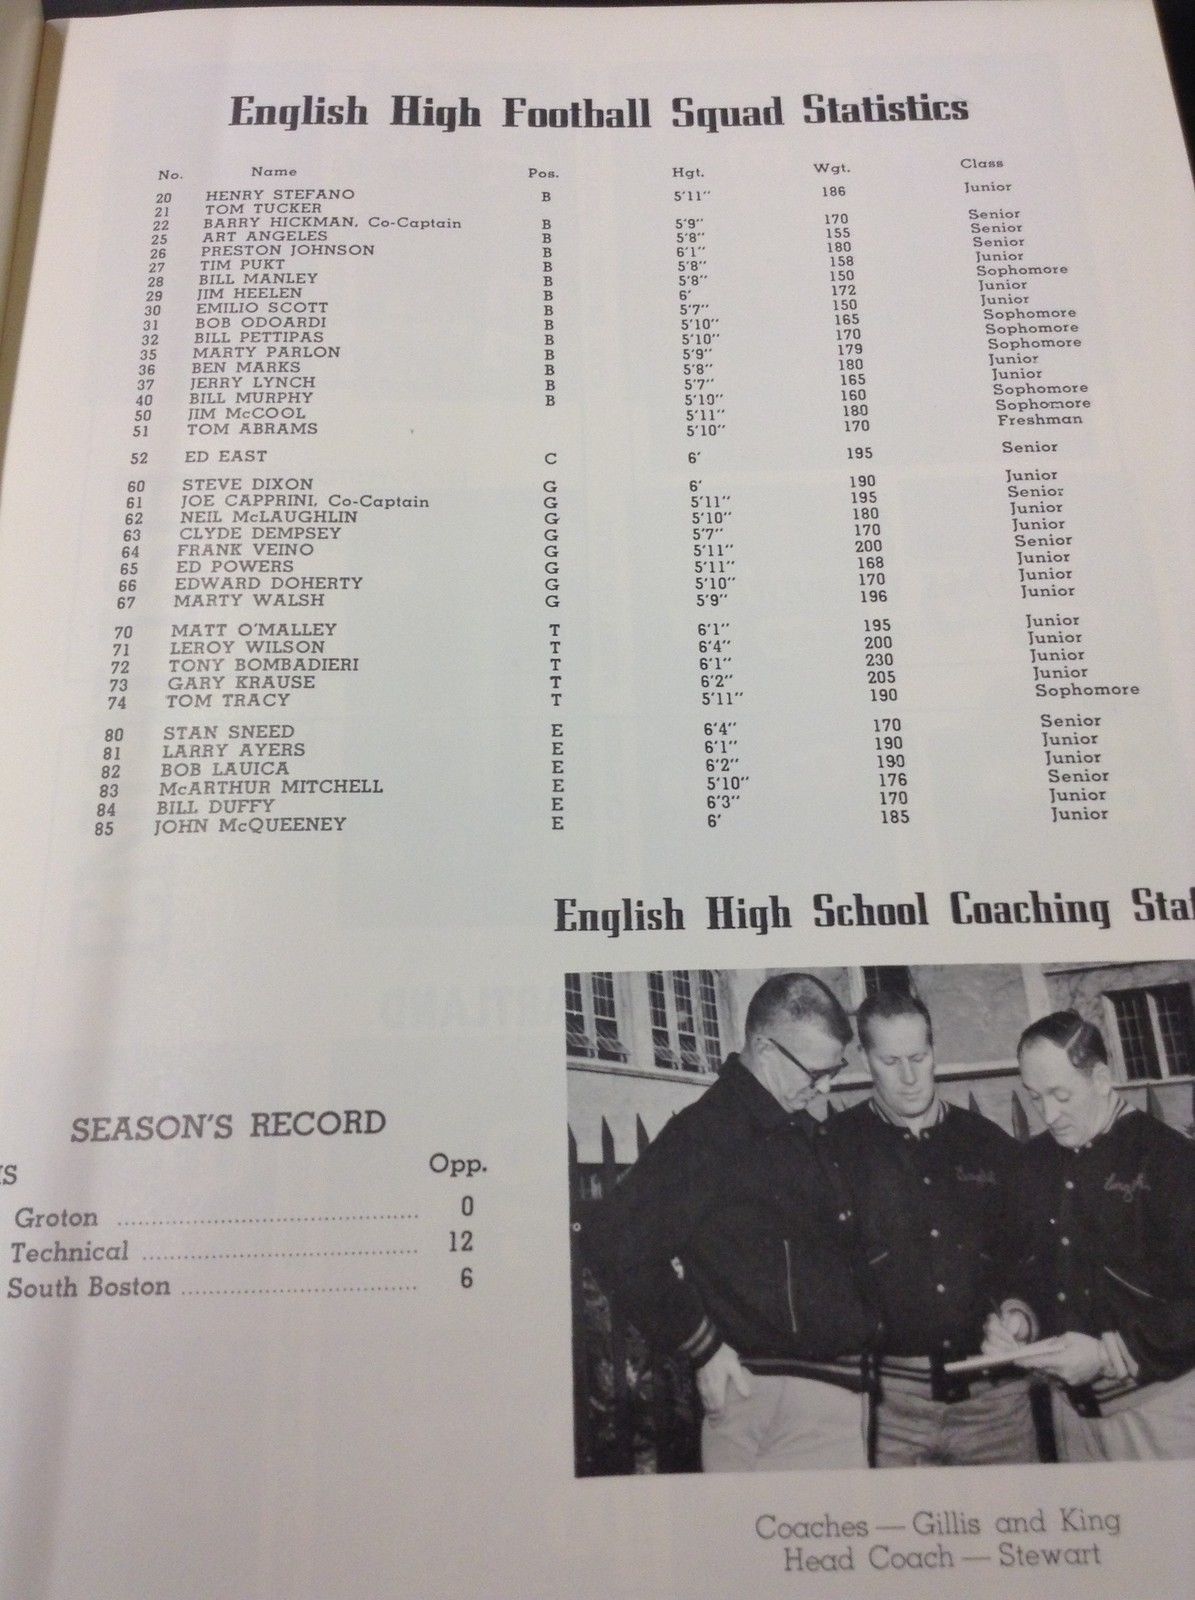 English High Football Squad Statistics
No. Name Pos. Hgt. Wgt. Class
20 HENRY STEFANO B 5'11" 186 Junior
21 TOM TUCKER
22 BARRY HICKMAN, Co-Captain B 5'9" 170 Senior
25 ART ANGELES B 5'8" 155 Senior
26 PRESTON JOHNSON B 6'1" 180 Senior
27 TIM PUKT B 5'8" 158 Junior
28 BILL MANLEY B 5'8" 150 Sophomore
29 JIM HEELEN B 6' 172 Junior
30 EMILIO SCOTT B 5'7" 150 Junior
31 BOB ODOARDI B 5'10" 165 Sophomore
32 BILL PETTIPAS B 5'10" 170 Sophomore
35 MARTY PARLON B 5'9" 179 Sophomore
36 BEN MARKS B 5'8" 180 Junior
37 JERRY LYNCH B 5'7" 165 Junior
40 BILL MURPHY B 5'10" 160 Sophomore
50 JIM McCOOL 5'11" 180 Sophomore
51 TOM ABRAMS 5'10" 170 Freshman
52 ED EAST C 6' 195 Senior
60 STEVE DIXON G 6' 190 Junior
61 JOE CAPPRINI, Co-Captain G 5'11" 195 Senior
62 NEIL McLAUGHLIN G 5'10" 180 Junior
63 CLYDE DEMPSEY G 5'7" 170 Junior
64 FRANK VEINO G 5'11" 200 Senior
65 ED POWERS G 5'11" 168 Junior
66 EDWARD DOHERTY G 5'10" 170 Junior
67 MARTY WALSH G 5'9" 196 Junior
70 MATT O'MALLEY T 6'1" 195 Junior
71 LEROY WILSON T 6'4" 200 Junior
72 TONY BOMBADIERI T 6'1" 230 Junior
73 GARY KRAUSE T 6'2" 205 Junior
74 TOM TRACY T 5'11" 190 Sophomore
80 STAN SNEED E 6'4" 170 Senior
81 LARRY AYERS E 6'1" 190 Junior
82 BOB LAUICA E 6'2" 190 Junior
83 McARTHUR MITCHELL E 5'10" 176 Senior
84 BILL DUFFY E 6'3" 170 Junior
85 JOHN McQUEENEY E 6' 185 Junior
English High School Coaching Sta
SEASON'S RECORD
Opp.
Groton 0
Technical 12
South Boston 6
Coaches — Gillis and King
Head Coach — Stewart